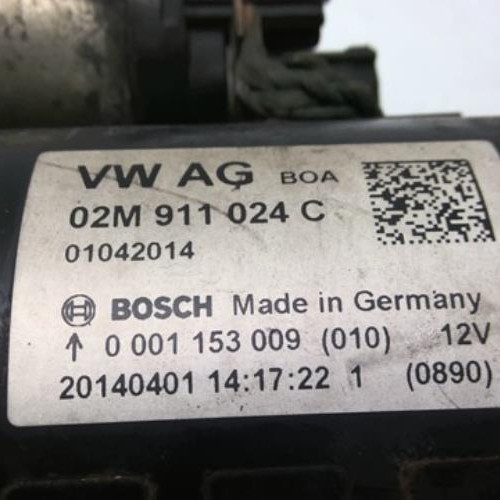 VW AG BOA
02M 911 024 C
01042014
BOSCH Made in Germany
↑ 0 001 153 009 (010) 12V
20140401 14:17:22 1 (0890)